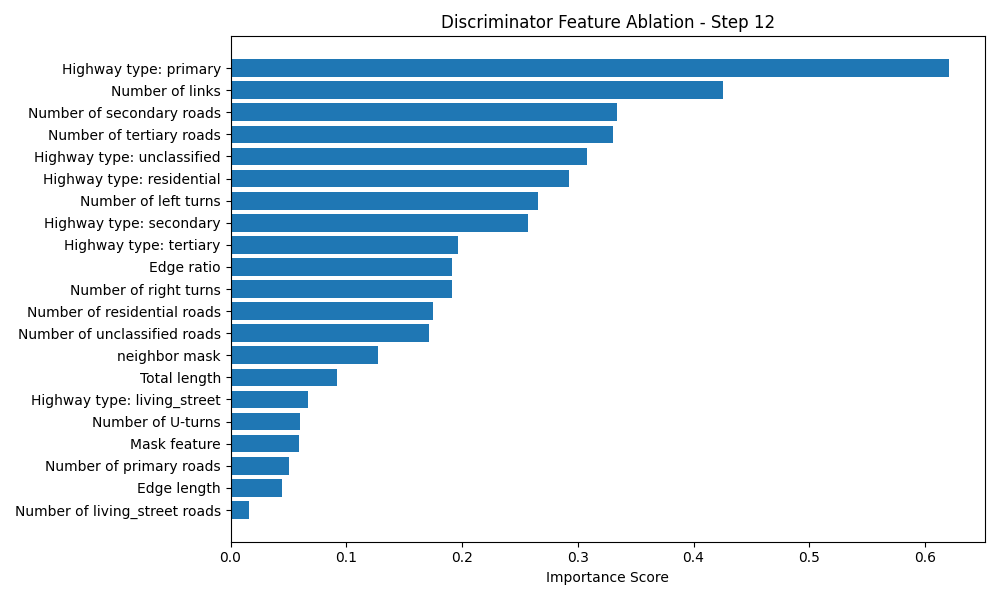 Discriminator Feature Ablation - Step 12
Highway type: primary
Number of links
Number of secondary roads
Number of tertiary roads
Highway type: unclassified
Highway type: residential
Number of left turns
Highway type: secondary
Highway type: tertiary
Edge ratio
Number of right turns
Number of residential roads
Number of unclassified roads
neighbor mask
Total length
Highway type: living_street
Number of U-turns
Mask feature
Number of primary roads
Edge length
Number of living_street roads
0.0 0.1 0.2 0.3 0.4 0.5 0.6
Importance Score